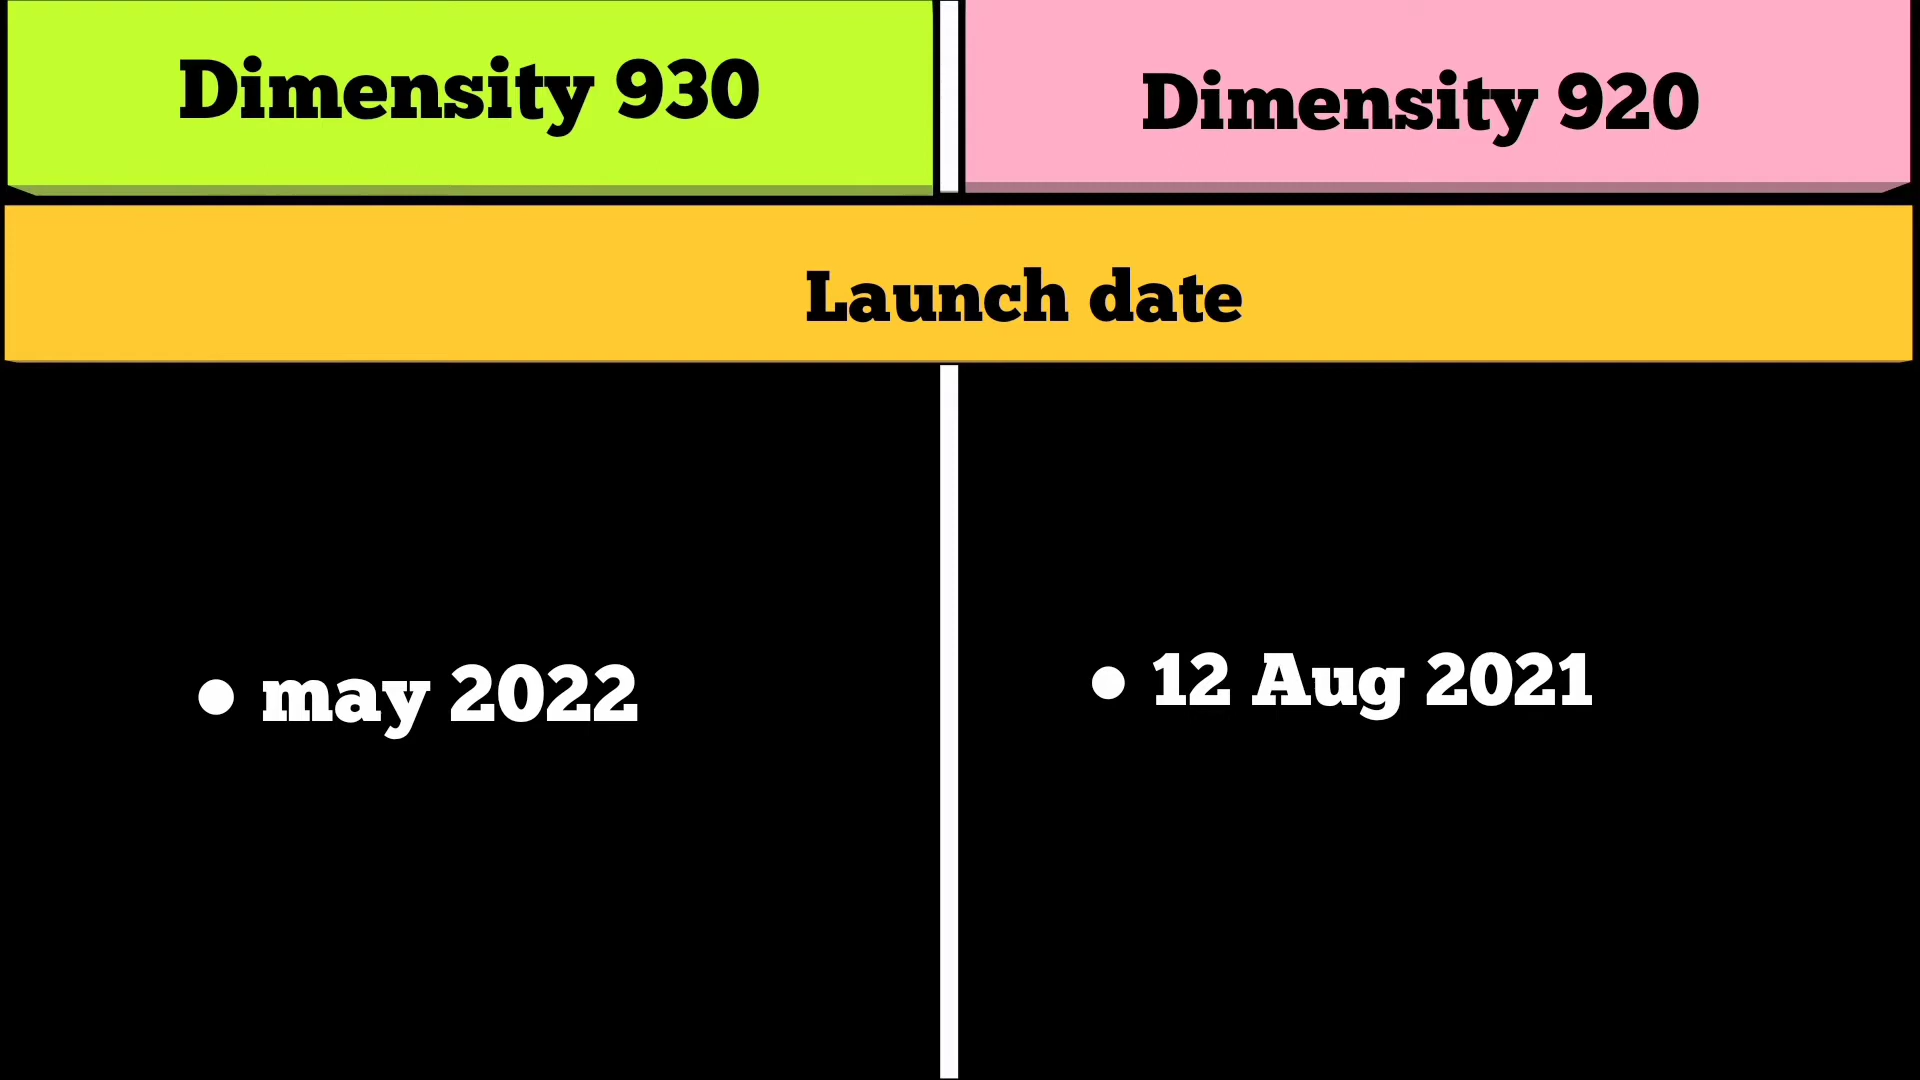 Dimensity 930
Dimensity 920
Launch date
• may 2022
• 12 Aug 2021